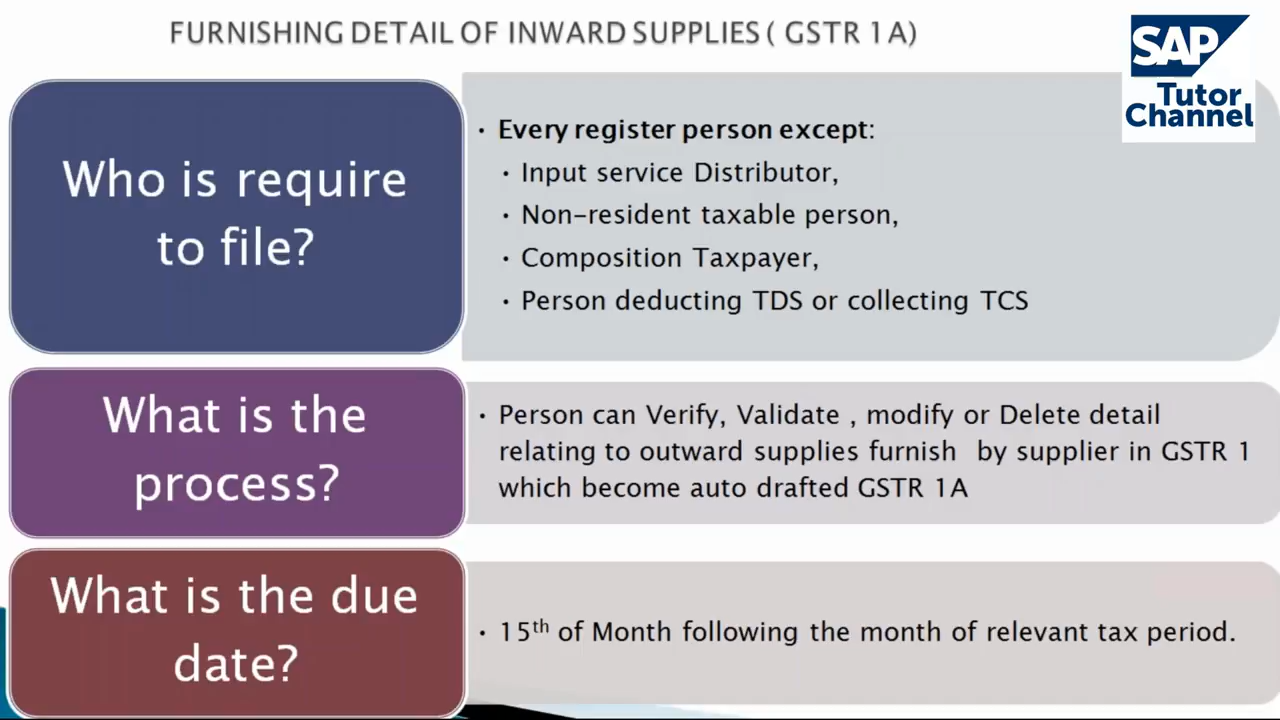 FURNISHING DETAIL OF INWARD SUPPLIES ( GSTR 1A)
SAP
Tutor
Channel
Who is require
to file?
• Every register person except:
• Input service Distributor,
• Non-resident taxable person,
• Composition Taxpayer,
• Person deducting TDS or collecting TCS
What is the
process?
• Person can Verify, Validate , modify or Delete detail
relating to outward supplies furnish by supplier in GSTR 1
which become auto drafted GSTR 1A
What is the due
date?
• 15th of Month following the month of relevant tax period.